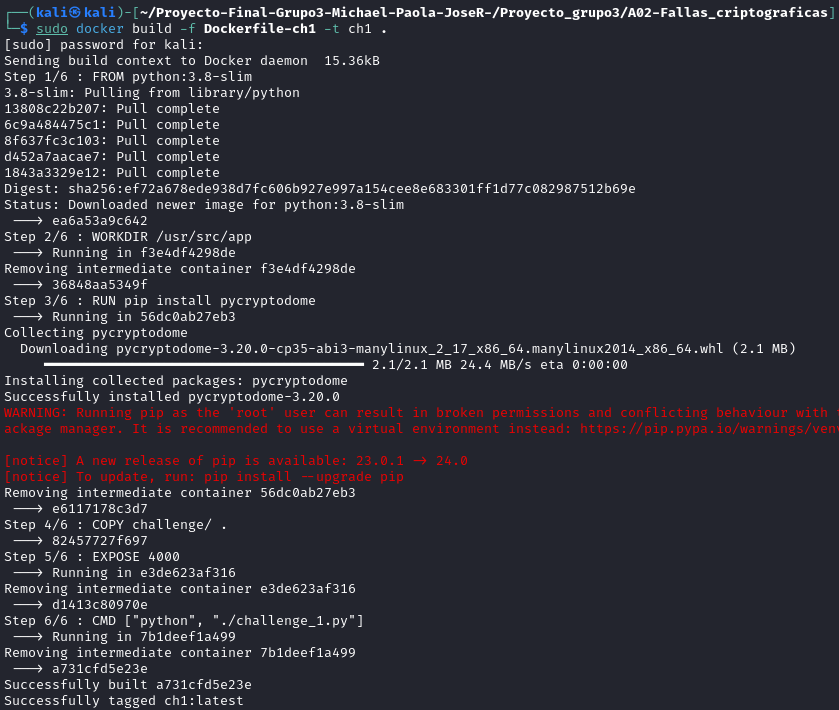 ┌──(kali㉿kali)-[~/Proyecto-Final-Grupo3-Michael-Paola-JoseR-/Proyecto_grupo3/A02-Fallas_criptograficas]
└─$ sudo docker build -f Dockerfile-ch1 -t ch1 .
[sudo] password for kali:
Sending build context to Docker daemon  15.36kB
Step 1/6 : FROM python:3.8-slim
3.8-slim: Pulling from library/python
13808c22b207: Pull complete
6c9a484475c1: Pull complete
8f637fc3c103: Pull complete
d452a7aacae7: Pull complete
1843a3329e12: Pull complete
Digest: sha256:ef72a678ede938d7fc606b927e997a154cee8e683301ff1d77c082987512b69e
Status: Downloaded newer image for python:3.8-slim
 ---> ea6a53a9c642
Step 2/6 : WORKDIR /usr/src/app
 ---> Running in f3e4df4298de
Removing intermediate container f3e4df4298de
 ---> 36848aa5349f
Step 3/6 : RUN pip install pycryptodome
 ---> Running in 56dc0ab27eb3
Collecting pycryptodome
  Downloading pycryptodome-3.20.0-cp35-abi3-manylinux_2_17_x86_64.manylinux2014_x86_64.whl (2.1 MB)
     ━━━━━━━━━━━━━━━━━━━━━━━━━━━━━━━━━━━━━━━━ 2.1/2.1 MB 24.4 MB/s eta 0:00:00
Installing collected packages: pycryptodome
Successfully installed pycryptodome-3.20.0
WARNING: Running pip as the 'root' user can result in broken permissions and conflicting behaviour with
ackage manager. It is recommended to use a virtual environment instead: https://pip.pypa.io/warnings/ven
[notice] A new release of pip is available: 23.0.1 -> 24.0
[notice] To update, run: pip install --upgrade pip
Removing intermediate container 56dc0ab27eb3
 ---> e6117178c3d7
Step 4/6 : COPY challenge/ .
 ---> 82457727f697
Step 5/6 : EXPOSE 4000
 ---> Running in e3de623af316
Removing intermediate container e3de623af316
 ---> d1413c80970e
Step 6/6 : CMD ["python", "./challenge_1.py"]
 ---> Running in 7b1deef1a499
Removing intermediate container 7b1deef1a499
 ---> a731cfd5e23e
Successfully built a731cfd5e23e
Successfully tagged ch1:latest